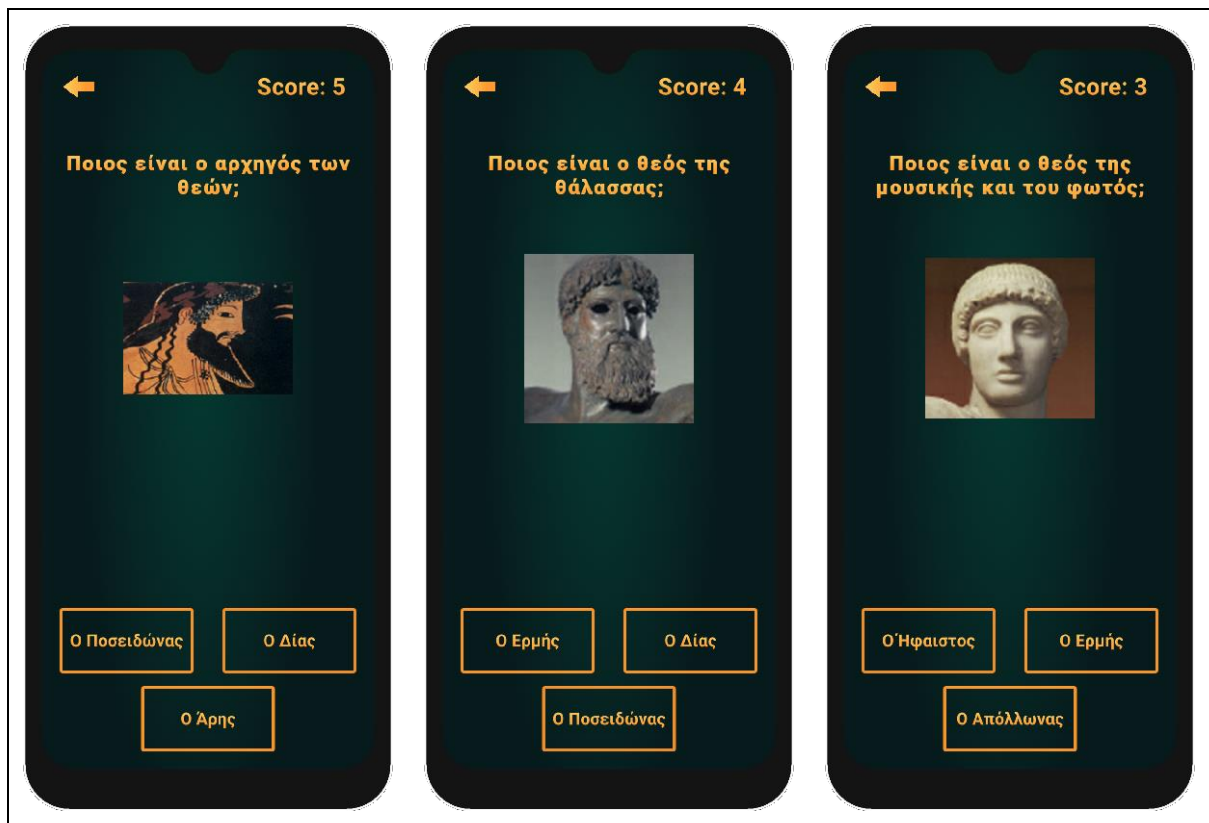 Score: 5
Ποιος είναι ο αρχηγός των
θεών;
Ο Ποσειδώνας
Ο Δίας
Ο Άρης
Score: 4
Ποιος είναι ο θεός της
θάλασσας;
Ο Ερμής
Ο Δίας
Ο Ποσειδώνας
Score: 3
Ποιος είναι ο θεός της
μουσικής και του φωτός;
Ο Ήφαιστος
Ο Ερμής
Ο Απόλλωνας